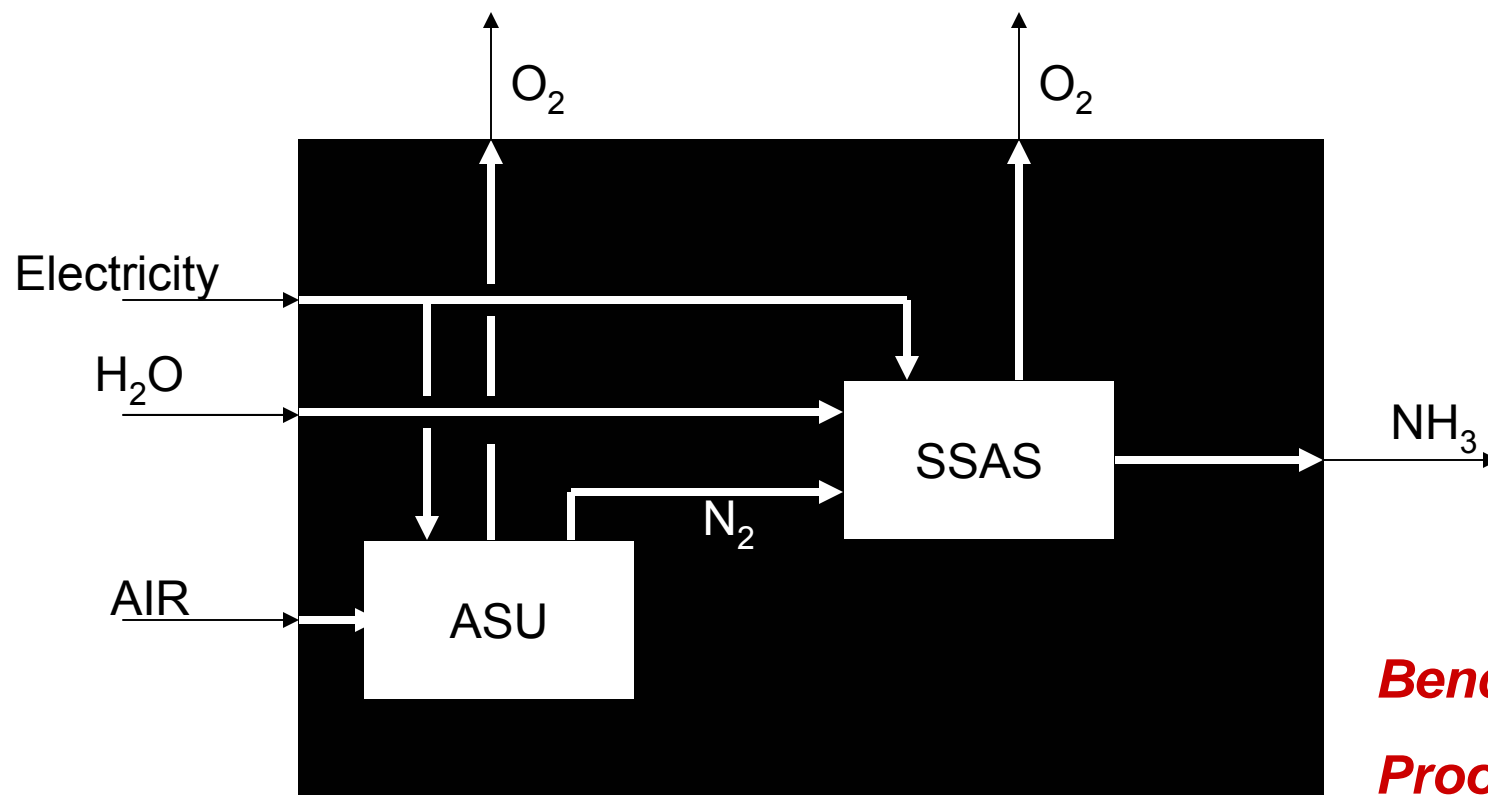 O₂
O₂
Electricity
H₂O
NH₃
SSAS
N₂
AIR
ASU